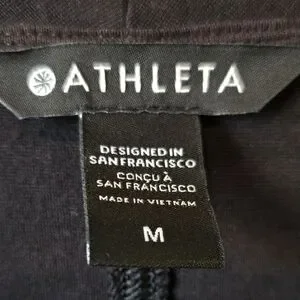 ATHLETA
DESIGNED IN
SAN FRANCISCO
CONÇU À
SAN FRANCISCO
MADE IN VIETNAM
M